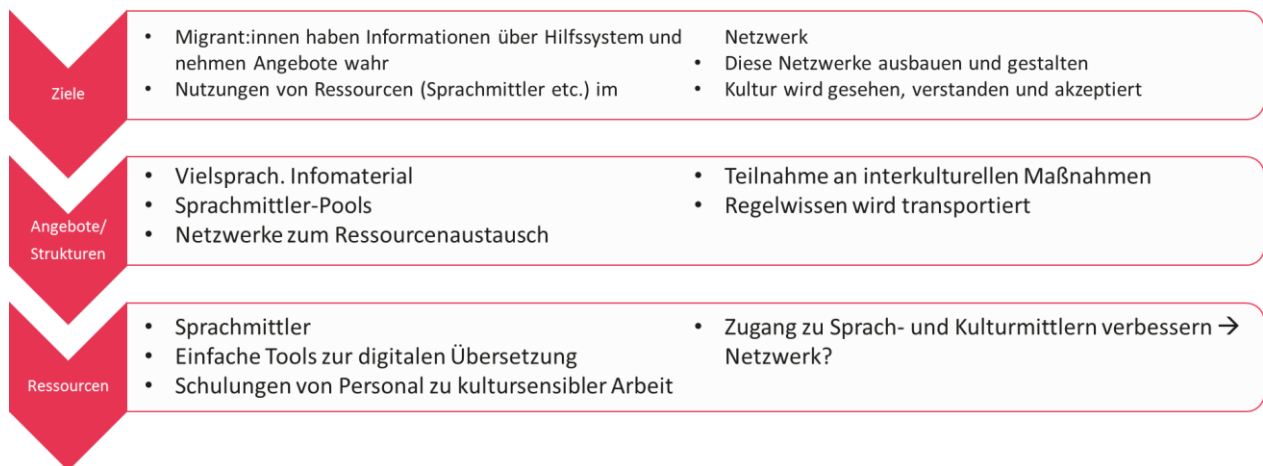 Ziele
• Migrant:innen haben Informationen über Hilfssystem und
nehmen Angebote wahr
• Nutzungen von Ressourcen (Sprachmittler etc.) im
Netzwerk
• Diese Netzwerke ausbauen und gestalten
• Kultur wird gesehen, verstanden und akzeptiert
Angebote/
Strukturen
• Vielsprach. Infomaterial
• Sprachmittler-Pools
• Netzwerke zum Ressourcenaustausch
• Teilnahme an interkulturellen Maßnahmen
• Regelwissen wird transportiert
Ressourcen
• Sprachmittler
• Einfache Tools zur digitalen Übersetzung
• Schulungen von Personal zu kultursensibler Arbeit
• Zugang zu Sprach- und Kulturmittlern verbessern →
Netzwerk?